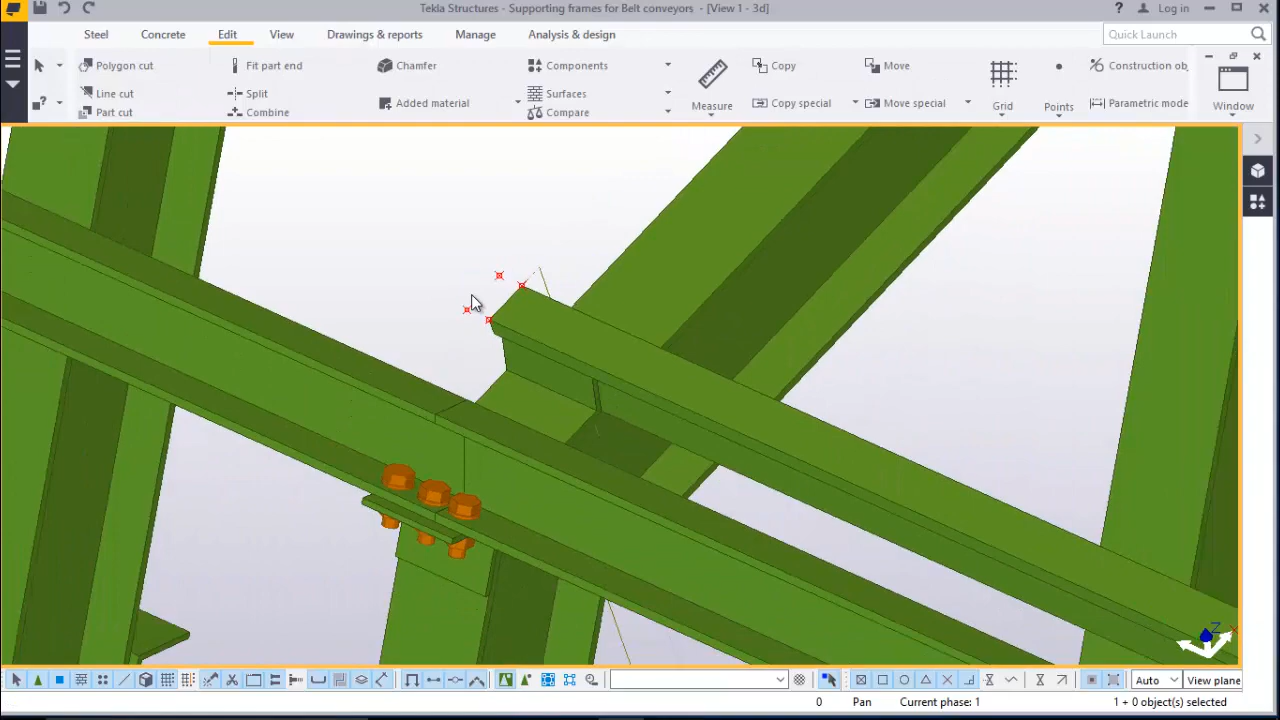 Tekla Structures - Supporting frames for Belt conveyors - [View 1 - 3d]
? Log in
Steel Concrete Edit View Drawings & reports Manage Analysis & design Quick Launch
Polygon cut Fit part end Chamfer Components Copy Move Construction obj
Line cut Split Added material Surfaces Measure Copy special Move special Grid Points Parametric mode Window
Part cut Combine Compare
Z
Auto View plane
0 Pan Current phase: 1 1 + 0 object(s) selected